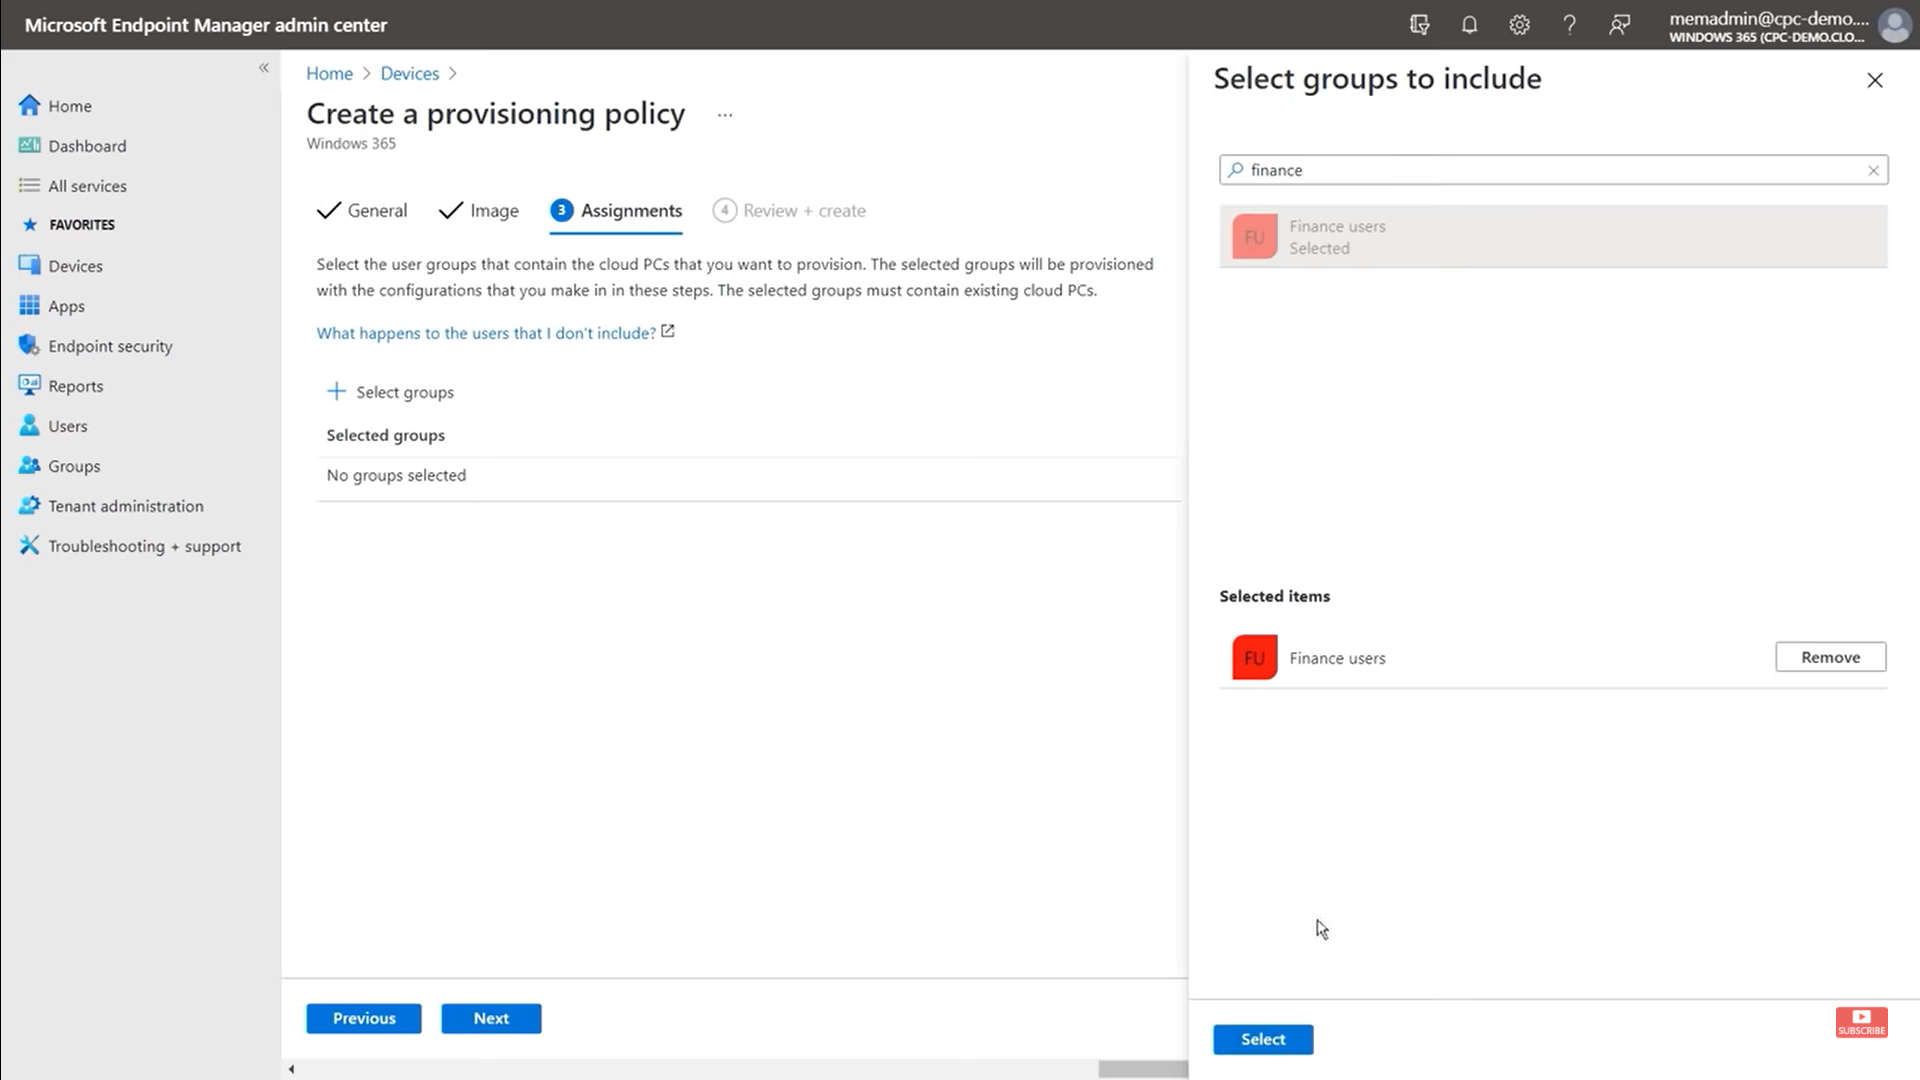 Microsoft Endpoint Manager admin center
memadmin@cpc-demo....
WINDOWS 365 (CPC-DEMO.CLO...
«
Home
Dashboard
All services
FAVORITES
Devices
Apps
Endpoint security
Reports
Users
Groups
Tenant administration
Troubleshooting + support
Home > Devices >
Create a provisioning policy ...
Windows 365
General
Image
3 Assignments
4 Review + create
Select the user groups that contain the cloud PCs that you want to provision. The selected groups will be provisioned
with the configurations that you make in in these steps. The selected groups must contain existing cloud PCs.
What happens to the users that I don't include?
Select groups
Selected groups
No groups selected
Previous
Next
Select groups to include
finance
FU
Finance users
Selected
Selected items
FU
Finance users
Remove
Select
SUBSCRIBE